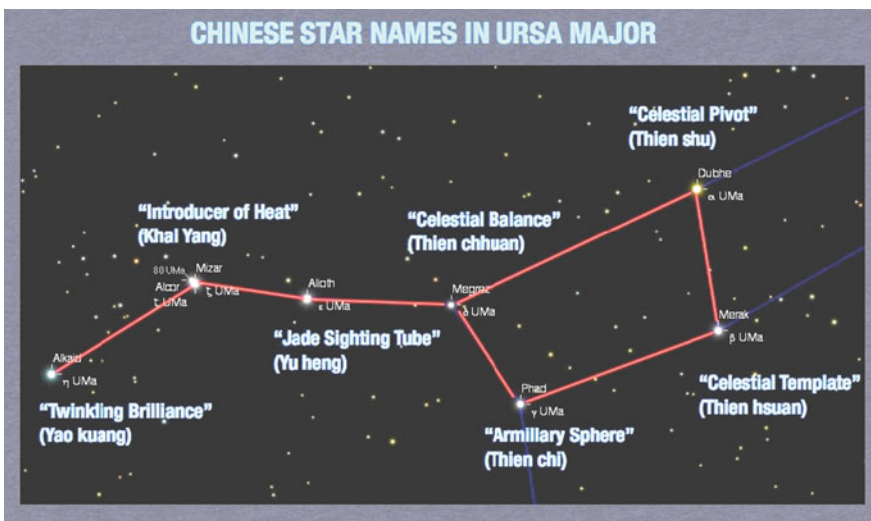 CHINESE STAR NAMES IN URSA MAJOR
“Celestial Pivot”
(Thien shu)
Dubhe
α UMa
“Introducer of Heat”
(Khai Yang)
“Celestial Balance”
(Thien chhuan)
80 UMa
Mizar
Alcor
ζ UMa
ζ UMa
Alioth
ε UMa
Megrez
δ UMa
Merak
β UMa
“Jade Sighting Tube”
(Yu heng)
Alkaid
η UMa
Phad
γ UMa
“Celestial Template”
(Thien hsuan)
“Twinkling Brilliance”
(Yao kuang)
“Armillary Sphere”
(Thien chi)